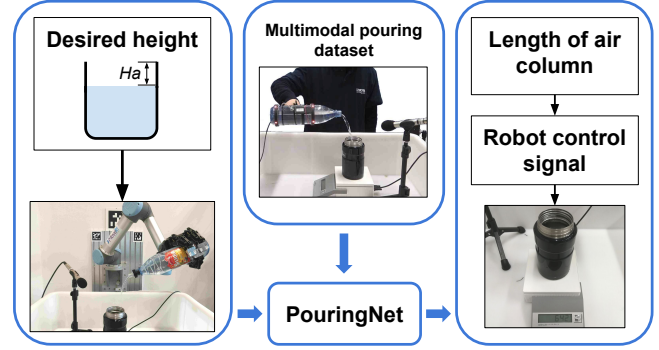 Desired height
Ha
Multimodal pouring
dataset
Length of air
column
Robot control
signal
PouringNet